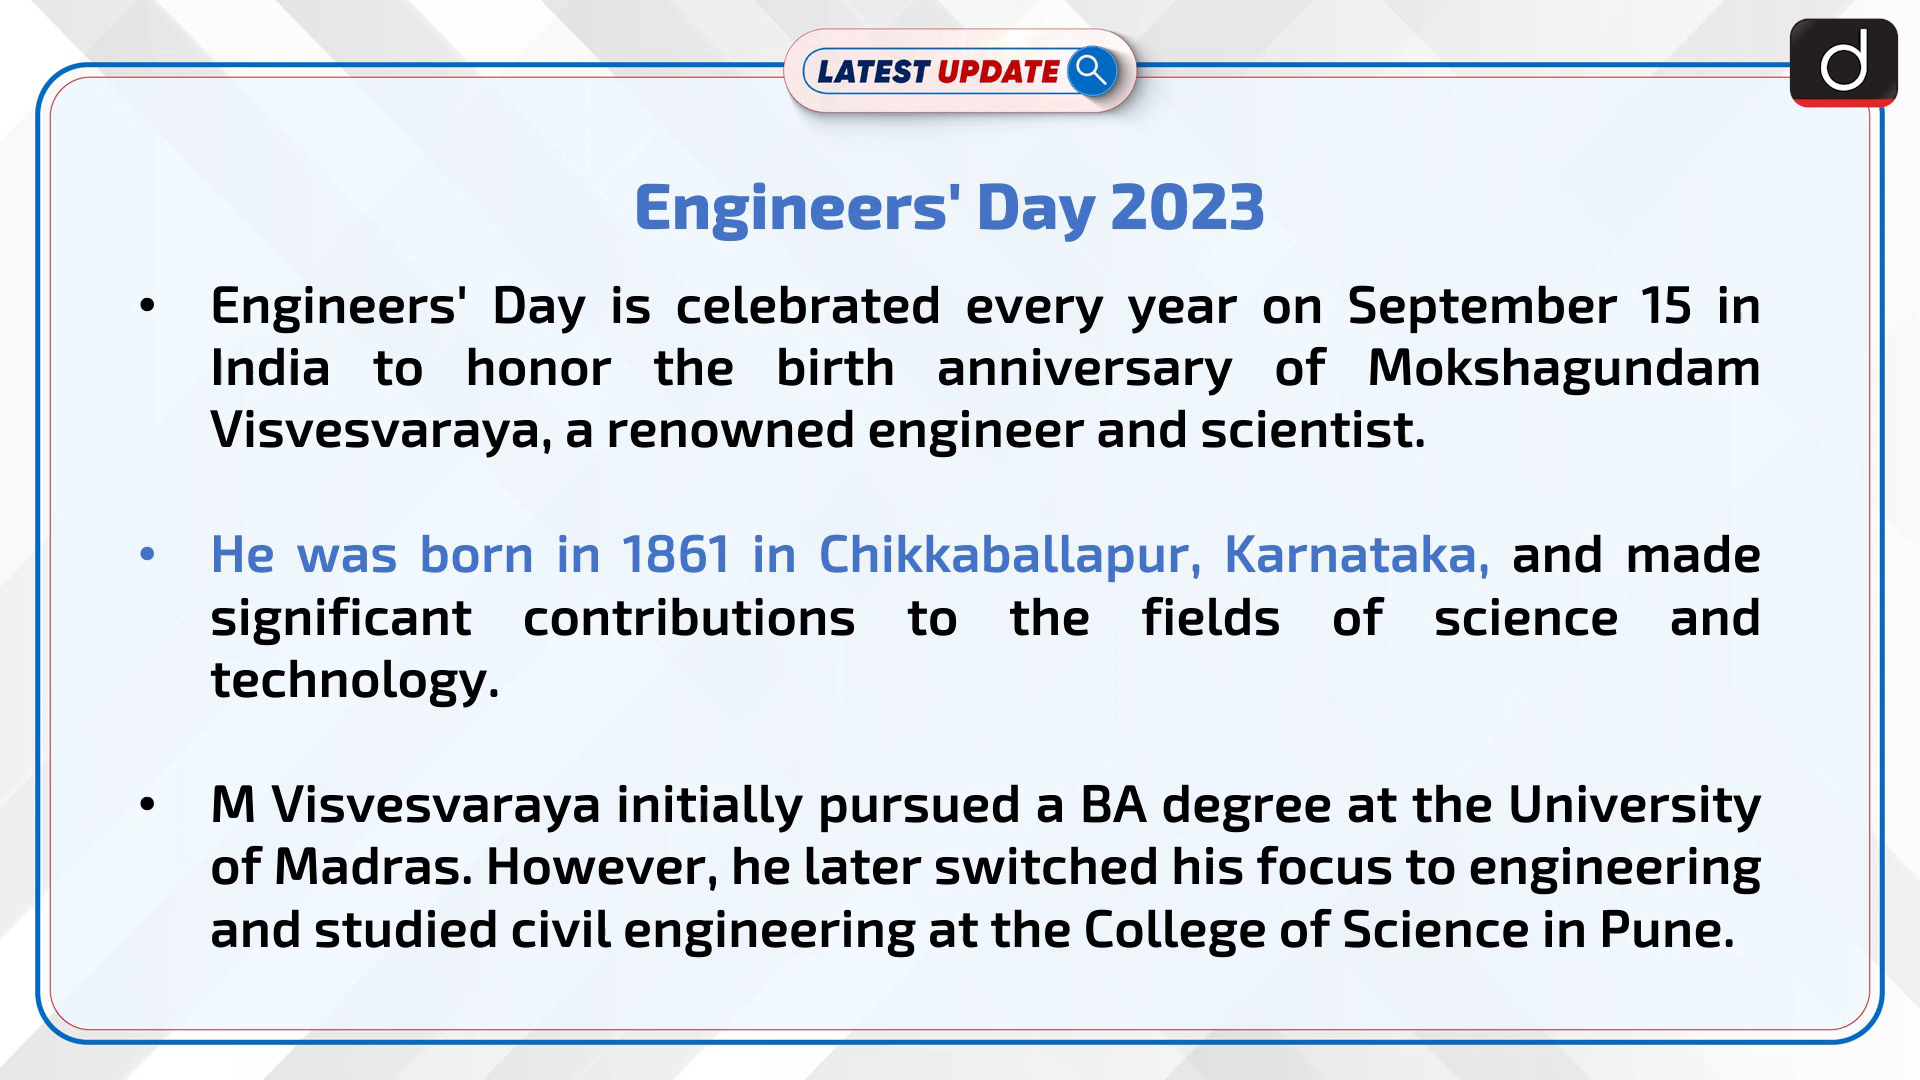 LATEST UPDATE
d
Engineers' Day 2023
• Engineers' Day is celebrated every year on September 15 in
India to honor the birth anniversary of Mokshagundam
Visvesvaraya, a renowned engineer and scientist.
• He was born in 1861 in Chikkaballapur, Karnataka, and made
significant contributions to the fields of science and
technology.
• M Visvesvaraya initially pursued a BA degree at the University
of Madras. However, he later switched his focus to engineering
and studied civil engineering at the College of Science in Pune.